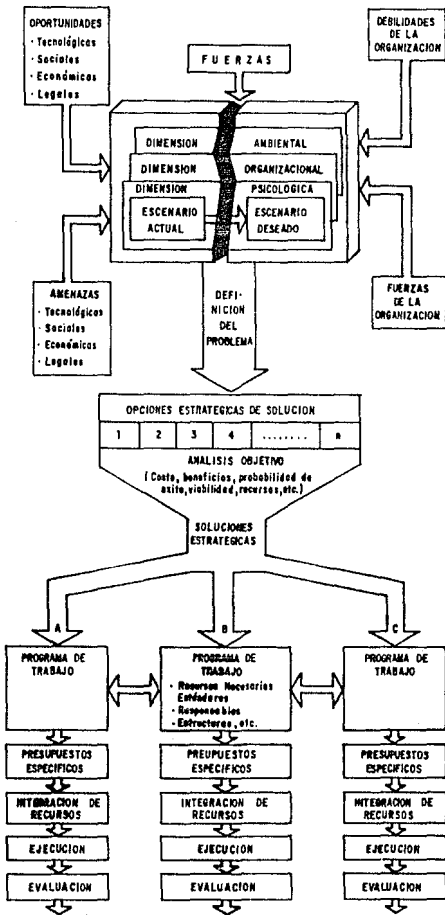 OPORTUNIDADES
· Tecnológicas
· Sociales
· Económicas
· Legales
FUERZAS
DEBILIDADES
DE LA
ORGANIZACION
DIMENSION AMBIENTAL
DIMENSION ORGANIZACIONAL
DIMENSION PSICOLOGICA
ESCENARIO
ACTUAL
ESCENARIO
DESEADO
AMENAZAS
· Tecnológicas
· Sociales
· Económicas
· Legales
DEFI-
NICION
DEL
PROBLEMA
FUERZAS
DE LA
ORGANIZACION
OPCIONES ESTRATEGICAS DE SOLUCION
1 2 3 4 ........ n
ANALISIS OBJETIVO
(Costo, beneficios, probabilidad de
exito, viabilidad, recursos, etc.)
SOLUCIONES
ESTRATEGICAS
A B C
PROGRAMA DE
TRABAJO
PROGRAMA DE
TRABAJO
· Recursos Necesarios
Estándares
· Responsables
· Estructuras, etc.
PROGRAMA DE
TRABAJO
PRESUPUESTOS
ESPECIFICOS
PREUPUESTOS
ESPECIFICOS
PRESUPUESTOS
ESPECIFICOS
INTEGRACION DE
RECURSOS
INTEGRACION DE
RECURSOS
INTEGRACION DE
RECURSOS
EJECUCION
EJECUCION
EJECUCION
EVALUACION
EVALUACION
EVALUACION